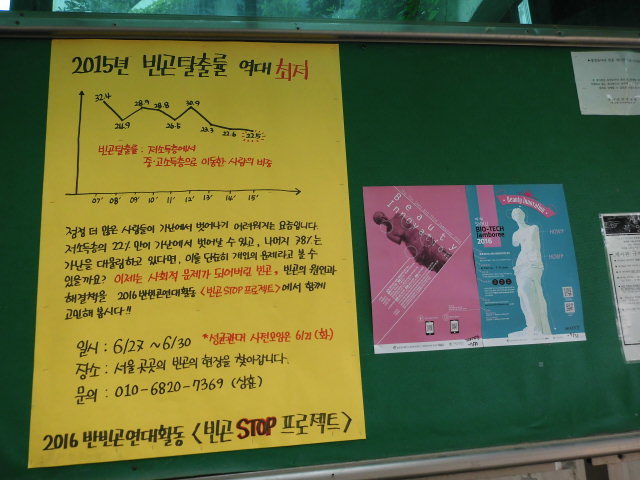 2015년 빈곤탈출률 역대 최저
32.4
24.9
28.9
28.8
26.5
30.9
23.3
22.6
22.5
빈곤탈출률 : 저소득층에서
중·고소득층으로 이동한 사람의 비중
07' 08' 09' 10' 11' 12' 13' 14' 15'
점점 더 많은 사람들이 가난에서 벗어나기 어려워지는 요즘입니다.
저소득층의 22%만이 가난에서 벗어날 수 있고, 나머지 78%는
가난을 대물림하고 있다면, 이를 단순히 개인의 문제라고 볼 수
있을까요? 이제는 사회적 문제가 되어버린 빈곤, 빈곤의 원인과
해결책을 2016 반빈곤연대활동 <빈곤STOP프로젝트>에서 함께
고민해 봅시다!!
일시 : 6/27 ~ 6/30 *성균관대 사전모임은 6/21 (화)
장소 : 서울 곳곳의 빈곤의 현장을 찾아갑니다.
문의 : 010-6820-7369 (상훈)
2016 반빈곤연대활동 <빈곤 STOP 프로젝트>
Beauty
Innovation
BIO-TECH
Jamboree
2016
Beauty Innovation